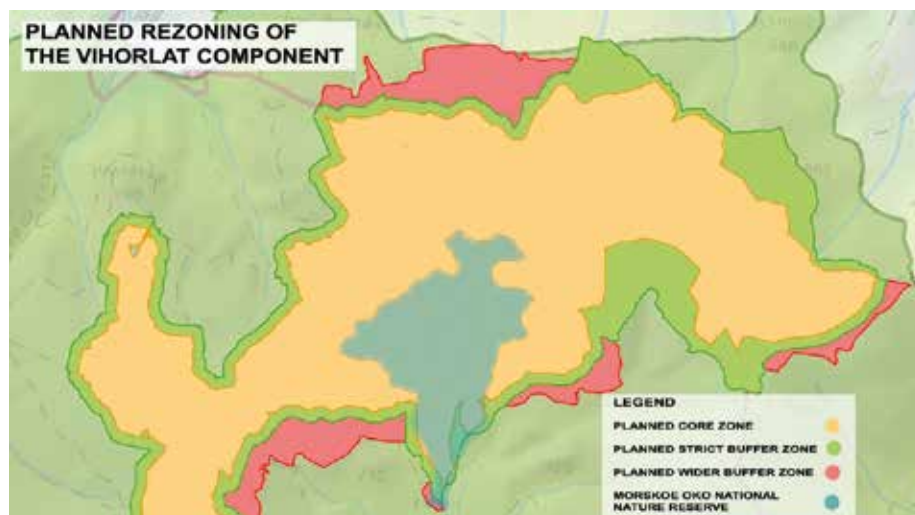 PLANNED REZONING OF
THE VIHORLAT COMPONENT
LEGEND
PLANNED CORE ZONE
PLANNED STRICT BUFFER ZONE
PLANNED WIDER BUFFER ZONE
MORSKOE OKO NATIONAL
NATURE RESERVE